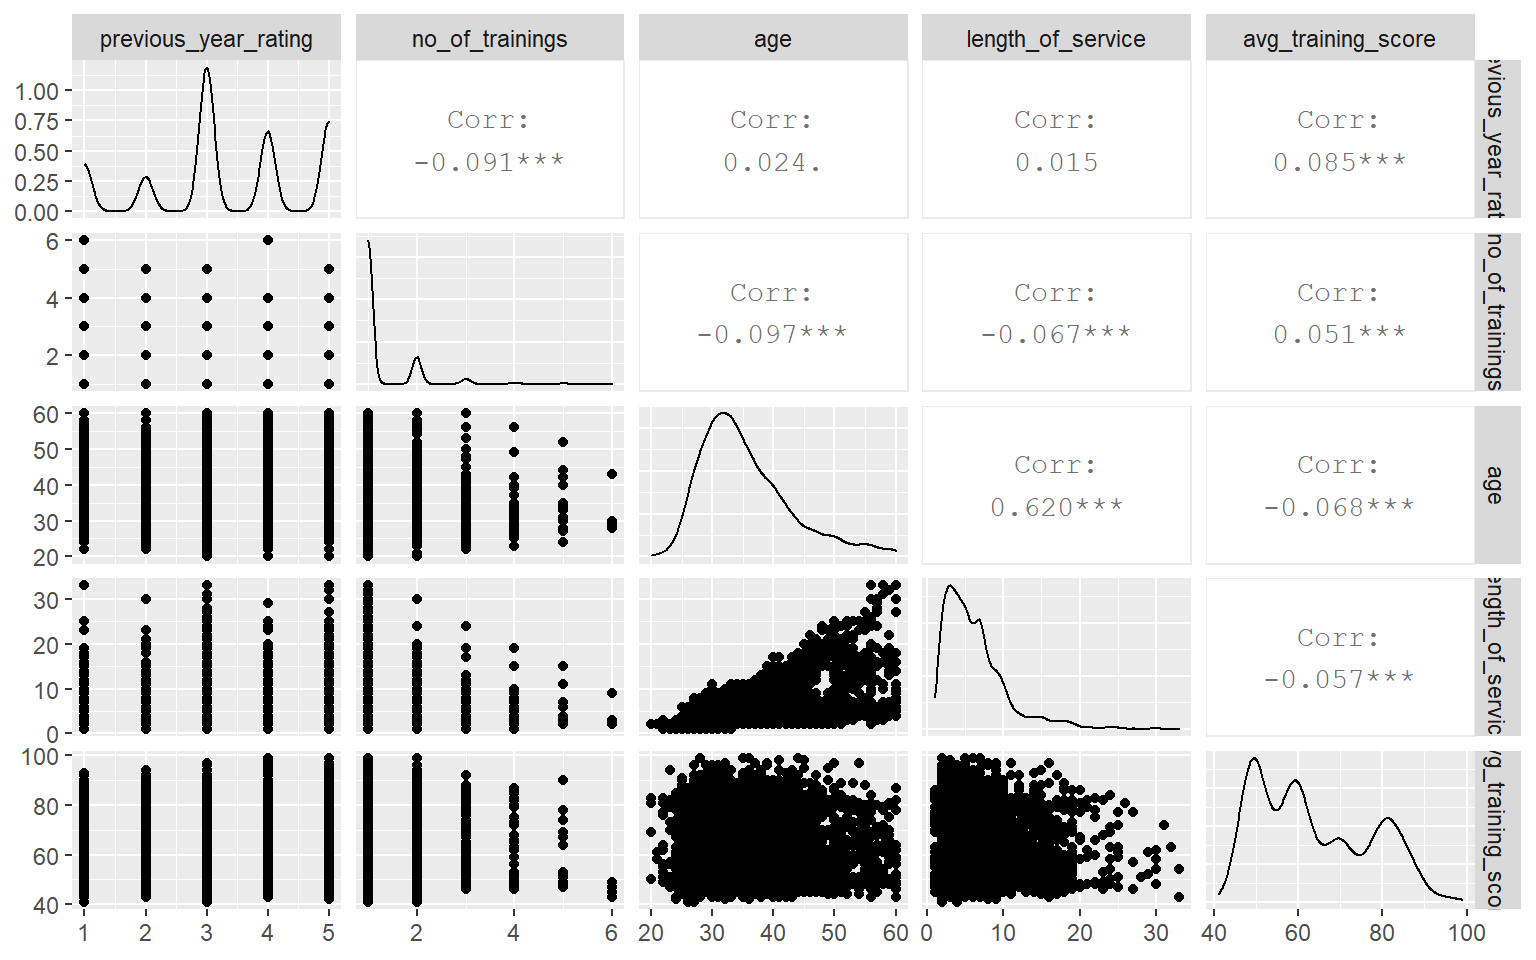 previous_year_rating no_of_trainings age length_of_service avg_training_score
1.00
0.75
0.50
0.25
0.00
Corr:
-0.091***
Corr:
0.024.
Corr:
0.015
Corr:
0.085***
evious_year_rat
6
4
2
Corr:
-0.097***
Corr:
-0.067***
Corr:
0.051***
no_of_trainings
60
50
40
30
20
Corr:
0.620***
Corr:
-0.068***
age
30
20
10
0
Corr:
-0.057***
ength_of_servic
100
80
60
40
vg_training_scor
1 2 3 4 5
2 4 6
20 30 40 50 60
0 10 20 30
40 60 80 100